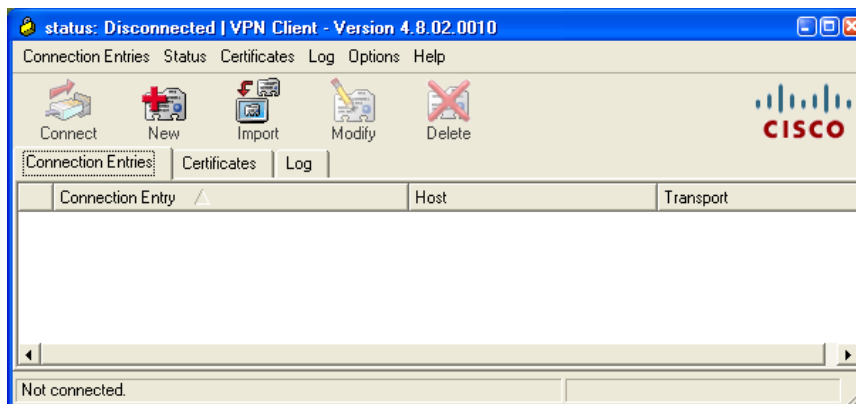 status: Disconnected | VPN Client - Version 4.8.02.0010
Connection Entries Status Certificates Log Options Help
Connect New Import Modify Delete
CISCO
Connection Entries Certificates Log
Connection Entry Host Transport
Not connected.